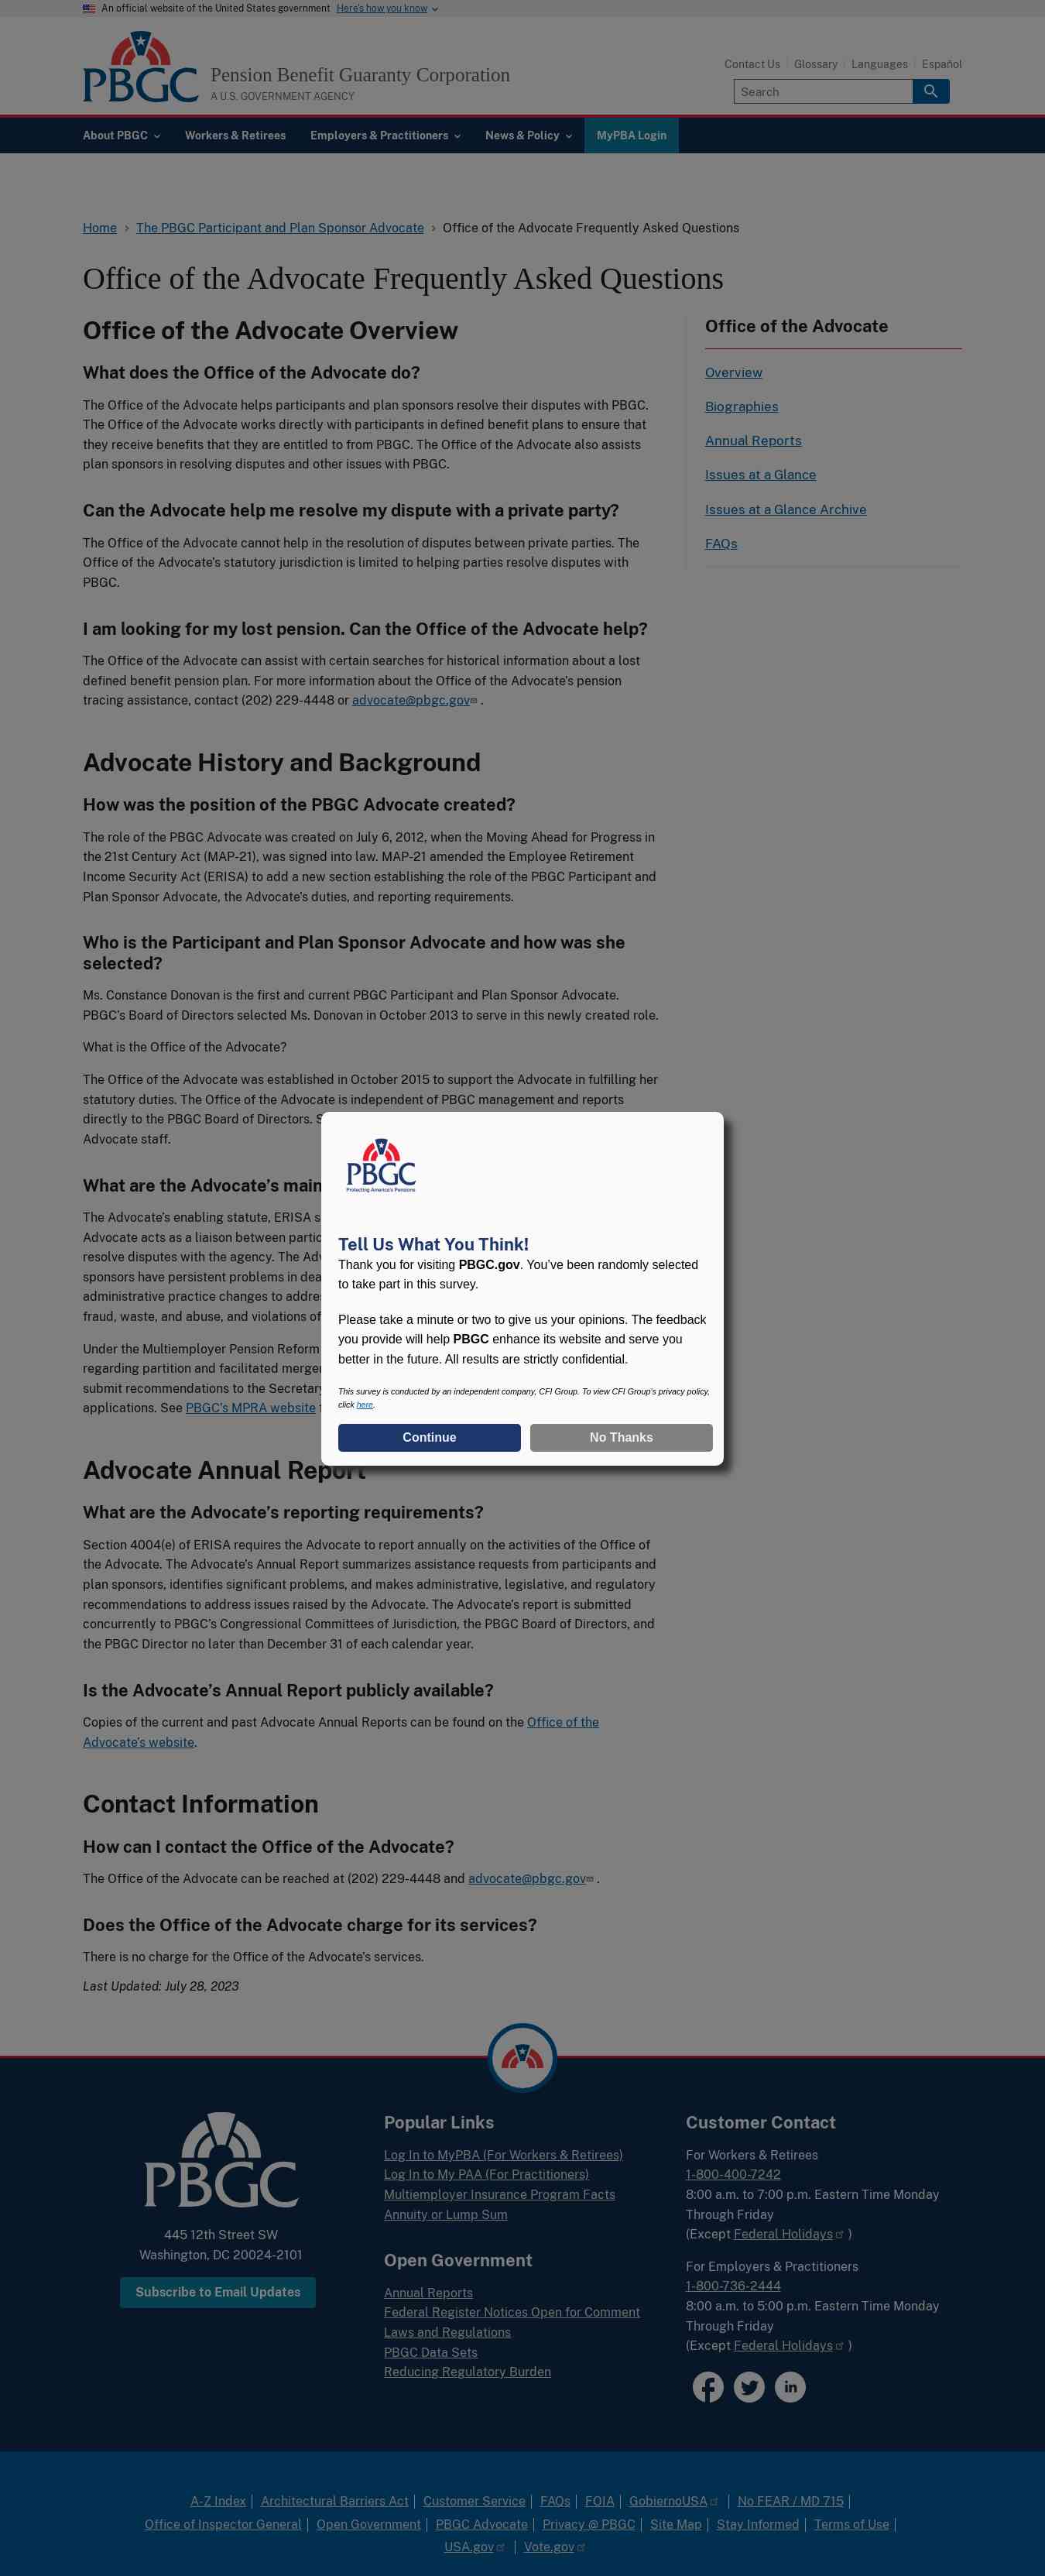 An official website of the United States government Here's how you know
PBGC
Pension Benefit Guaranty Corporation
A U.S. GOVERNMENT AGENCY
Contact Us
Glossary
Languages
Español
Search
About PBGC
Workers & Retirees
Employers & Practitioners
News & Policy
MyPBA Login
Home
The PBGC Participant and Plan Sponsor Advocate
Office of the Advocate Frequently Asked Questions
Office of the Advocate Frequently Asked Questions
Office of the Advocate Overview
What does the Office of the Advocate do?
The Office of the Advocate helps participants and plan sponsors resolve their disputes with PBGC.
The Office of the Advocate works directly with participants in defined benefit plans to ensure that
they receive benefits that they are entitled to from PBGC. The Office of the Advocate also assists
plan sponsors in resolving disputes and other issues with PBGC.
Can the Advocate help me resolve my dispute with a private party?
The Office of the Advocate cannot help in the resolution of disputes between private parties. The
Office of the Advocate's statutory jurisdiction is limited to helping parties resolve disputes with
PBGC.
I am looking for my lost pension. Can the Office of the Advocate help?
The Office of the Advocate can assist with certain searches for historical information about a lost
defined benefit pension plan. For more information about the Office of the Advocate's pension
tracing assistance, contact (202) 229-4448 or advocate@pbgc.gov .
Office of the Advocate
Overview
Biographies
Annual Reports
Issues at a Glance
Issues at a Glance Archive
FAQs
Advocate History and Background
How was the position of the PBGC Advocate created?
The role of the PBGC Advocate was created on July 6, 2012, when the Moving Ahead for Progress in
the 21st Century Act (MAP-21), was signed into law. MAP-21 amended the Employee Retirement
Income Security Act (ERISA) to add a new section establishing the role of the PBGC Participant and
Plan Sponsor Advocate, the Advocate's duties, and reporting requirements.
Who is the Participant and Plan Sponsor Advocate and how was she
selected?
Ms. Constance Donovan is the first and current PBGC Participant and Plan Sponsor Advocate.
PBGC's Board of Directors selected Ms. Donovan in October 2013 to serve in this newly created role.
What is the Office of the Advocate?
The Office of the Advocate was established in October 2015 to support the Advocate in fulfilling her
statutory duties. The Office of the Advocate is independent of PBGC management and reports
directly to the PBGC Board of Directors.
Advocate staff.
What are the Advocate's main
The Advocate's enabling statute, ERISA
Advocate acts as a liaison between
resolve disputes with the agency. The
sponsors have persistent problems in
administrative practice changes to
fraud, waste, and abuse, and violations of
Under the Multiemployer Pension Reform
regarding partition and facilitated
submit recommendations to the Secretary
applications. See PBGC's MPRA website
PBGC
Protecting America's Pensions
Tell Us What You Think!
Thank you for visiting PBGC.gov. You've been randomly selected
to take part in this survey.
Please take a minute or two to give us your opinions. The feedback
you provide will help PBGC enhance its website and serve you
better in the future. All results are strictly confidential.
This survey is conducted by an independent company, CFI Group. To view CFI Group's privacy policy,
click here.
Continue
No Thanks
Advocate Annual Report
What are the Advocate's reporting requirements?
Section 4004(e) of ERISA requires the Advocate to report annually on the activities of the Office of
the Advocate. The Advocate's Annual Report summarizes assistance requests from participants and
plan sponsors, identifies significant problems, and makes administrative, legislative, and regulatory
recommendations to address issues raised by the Advocate. The Advocate's report is submitted
concurrently to PBGC's Congressional Committees of Jurisdiction, the PBGC Board of Directors, and
the PBGC Director no later than December 31 of each calendar year.
Is the Advocate's Annual Report publicly available?
Copies of the current and past Advocate Annual Reports can be found on the Office of the
Advocate's website.
Contact Information
How can I contact the Office of the Advocate?
The Office of the Advocate can be reached at (202) 229-4448 and advocate@pbgc.gov .
Does the Office of the Advocate charge for its services?
There is no charge for the Office of the Advocate's services.
Last Updated: July 28, 2023
PBGC
445 12th Street SW
Washington, DC 20024-2101
Subscribe to Email Updates
Popular Links
Log In to MyPBA (For Workers & Retirees)
Log In to My PAA (For Practitioners)
Multiemployer Insurance Program Facts
Annuity or Lump Sum
Open Government
Annual Reports
Federal Register Notices Open for Comment
Laws and Regulations
PBGC Data Sets
Reducing Regulatory Burden
Customer Contact
For Workers & Retirees
1-800-400-7242
8:00 a.m. to 7:00 p.m. Eastern Time Monday
Through Friday
(Except Federal Holidays )
For Employers & Practitioners
1-800-736-2444
8:00 a.m. to 5:00 p.m. Eastern Time Monday
Through Friday
(Except Federal Holidays )
in
A-Z Index | Architectural Barriers Act | Customer Service | FAQs | FOIA | GobiernoUSA | No FEAR / MD 715 |
Office of Inspector General | Open Government | PBGC Advocate | Privacy @ PBGC | Site Map | Stay Informed | Terms of Use |
USA.gov | Vote.gov